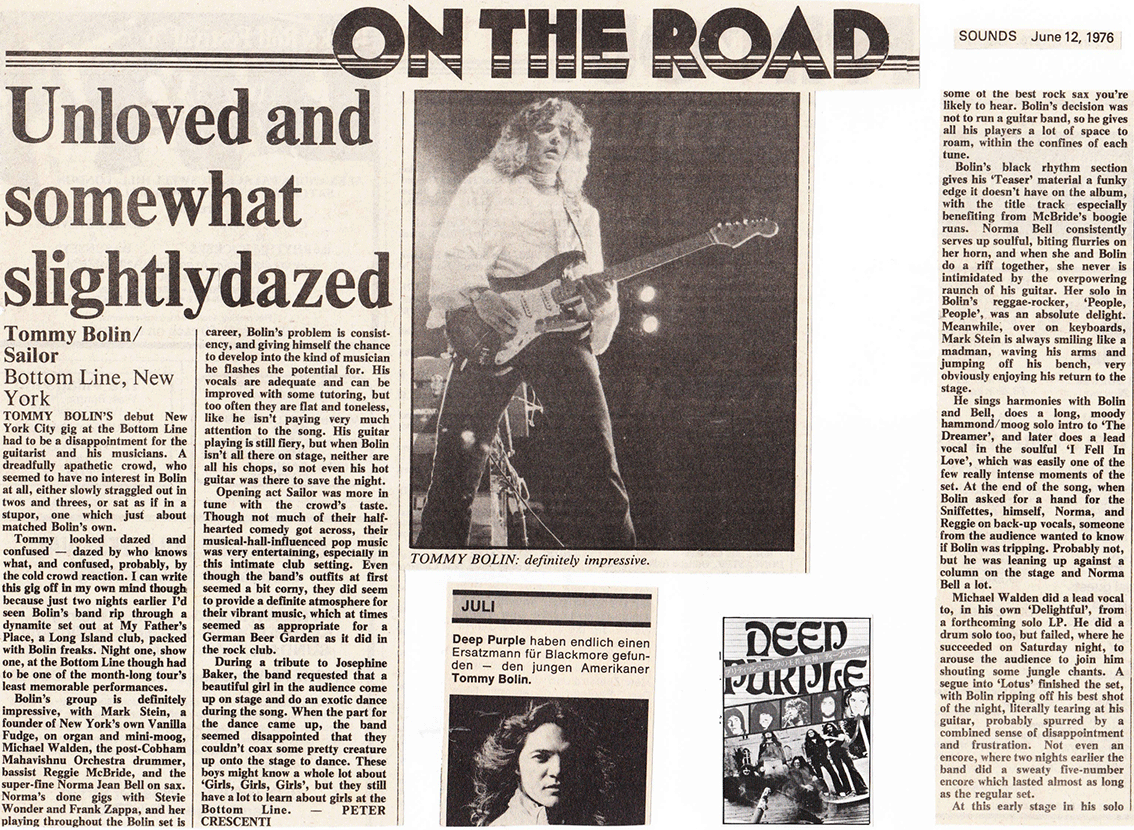 ON THE ROAD
SOUNDS June 12, 1976
Unloved and
somewhat
slightly dazed
Tommy Bolin/
Sailor
Bottom Line, New
York
TOMMY BOLIN'S debut New
York City gig at the Bottom Line
had to be a disappointment for the
guitarist and his musicians. A
dreadfully apathetic crowd, who
seemed to have no interest in Bolin
at all, either slowly straggled out in
twos and threes, or sat as if in a
stupor, one which just about
matched Bolin's own.
Tommy looked dazed and
confused — dazed by who knows
what, and confused, probably, by
the cold crowd reaction. I can write
this gig off in my own mind though
because just two nights earlier I'd
seen Bolin's band rip through a
dynamite set out at My Father's
Place, a Long Island club, packed
with Bolin freaks. Night one, show
one, at the Bottom Line though had
to be one of the month-long tour's
least memorable performances.
Bolin's group is definitely
impressive, with Mark Stein, a
founder of New York's own Vanilla
Fudge, on organ and mini-moog,
Michael Walden, the post-Cobham
Mahavishnu Orchestra drummer,
bassist Reggie McBride, and the
super-fine Norma Jean Bell on sax.
Norma's done gigs with Stevie
Wonder and Frank Zappa, and her
playing throughout the Bolin set is
some of the best rock sax you're
likely to hear. Bolin's decision was
not to run a guitar band, so he gives
all his players a lot of space to
roam, within the confines of each
tune.
Bolin's black rhythm section
gives his 'Teaser' material a funky
edge it doesn't have on the album,
with the title track especially
benefiting from McBride's boogie
runs. Norma Bell consistently
serves up soulful, biting flurries on
her horn, and when she and Bolin
do a riff together, she never is
intimidated by the overpowering
raunch of his guitar. Her solo in
Bolin's reggae-rocker, 'People,
People', was an absolute delight.
Meanwhile, over on keyboards,
Mark Stein is always smiling like a
madman, waving his arms and
jumping off his bench, very
obviously enjoying his return to the
stage.
He sings harmonies with Bolin
and Bell, does a long, moody
hammond/moog solo intro to 'The
Dreamer', and later does a lead
vocal in the soulful 'I Fell In
Love', which was easily one of the
few really intense moments of the
set. At the end of the song, when
Bolin asked for a hand for the
Sniffettes, himself, Norma, and
Reggie on back-up vocals, someone
from the audience wanted to know
if Bolin was tripping. Probably not,
but he was leaning up against a
column on the stage and Norma
Bell a lot.
Michael Walden did a lead vocal
to, in his own 'Delightful', from
a forthcoming solo LP. He did a
drum solo too, but failed, where he
succeeded on Saturday night, to
arouse the audience to join him
shouting some jungle chants. A
segue into 'Lotus' finished the set,
with Bolin ripping off his best shot
of the night, literally tearing at his
guitar, probably spurred by a
combined sense of disappointment
and frustration. Not even an
encore, where two nights earlier the
band did a sweaty five-number
encore which lasted almost as long
as the regular set.
At this early stage in his solo
career, Bolin's problem is consist-
ency, and giving himself the chance
to develop into the kind of musician
he flashes the potential for. His
vocals are adequate and can be
improved with some tutoring, but
too often they are flat and toneless,
like he isn't paying very much
attention to the song. His guitar
playing is still fiery, but when Bolin
isn't all there on stage, neither are
all his chops, so not even his hot
guitar was there to save the night.
Opening act Sailor was more in
tune with the crowd's taste.
Though not much of their half-
hearted comedy got across, their
musical-hall-influenced pop music
was very entertaining, especially in
this intimate club setting. Even
though the band's outfits at first
seemed a bit corny, they did seem
to provide a definite atmosphere for
their vibrant music, which at times
seemed as appropriate for a
German Beer Garden as it did in
the rock club.
During a tribute to Josephine
Baker, the band requested that a
beautiful girl in the audience come
up on stage and do an exotic dance
during the song. When the part for
the dance came up, the band
seemed disappointed that they
couldn't coax some pretty creature
up onto the stage to dance. These
boys might know a whole lot about
'Girls, Girls, Girls', but they still
have a lot to learn about girls at the
Bottom Line. — PETER
CRESCENTI
TOMMY BOLIN: definitely impressive.
JULI
Deep Purple haben endlich einen
Ersatzmann für Blackmore gefun-
den – den jungen Amerikaner
Tommy Bolin.
DEEP
PURPLE